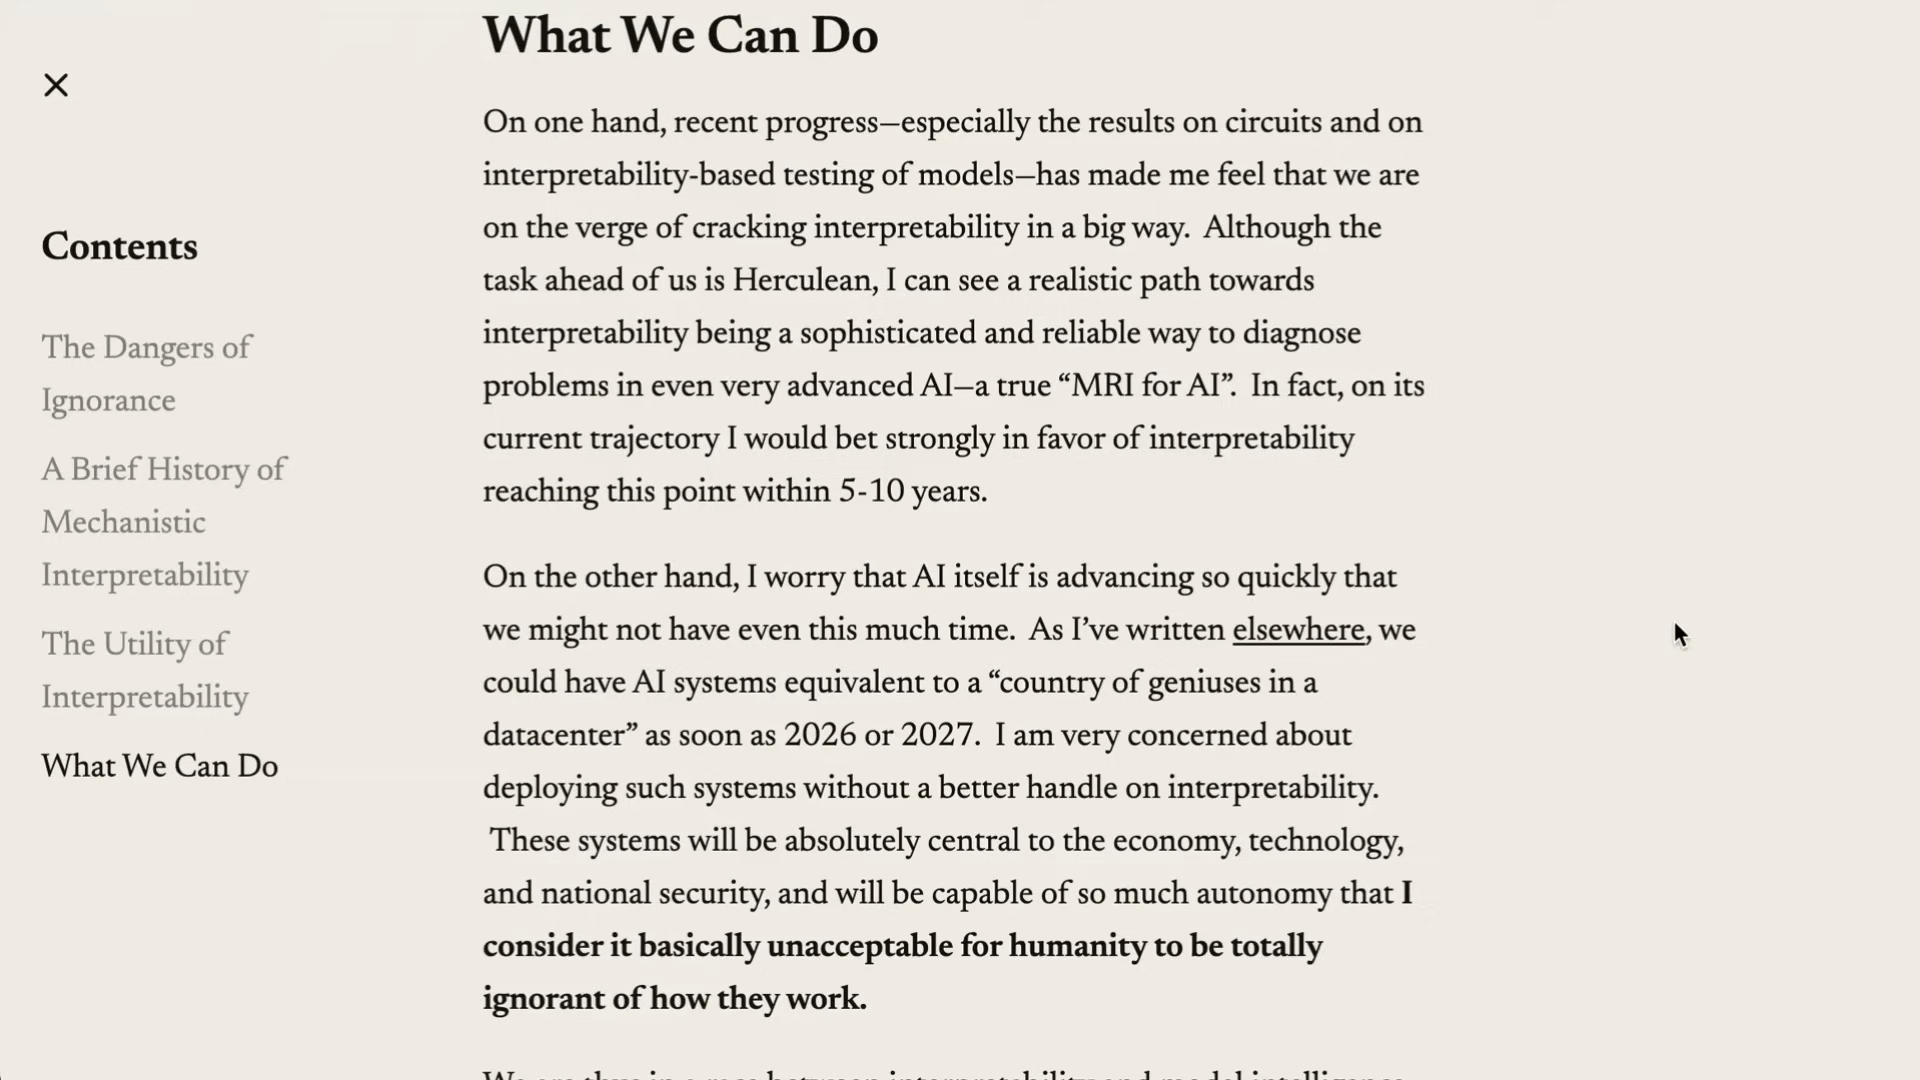 What We Can Do
On one hand, recent progress—especially the results on circuits and on
interpretability-based testing of models—has made me feel that we are
on the verge of cracking interpretability in a big way.  Although the
task ahead of us is Herculean, I can see a realistic path towards
interpretability being a sophisticated and reliable way to diagnose
problems in even very advanced AI—a true “MRI for AI”.  In fact, on its
current trajectory I would bet strongly in favor of interpretability
reaching this point within 5-10 years.
On the other hand, I worry that AI itself is advancing so quickly that
we might not have even this much time.  As I’ve written elsewhere, we
could have AI systems equivalent to a “country of geniuses in a
datacenter” as soon as 2026 or 2027.  I am very concerned about
deploying such systems without a better handle on interpretability.
These systems will be absolutely central to the economy, technology,
and national security, and will be capable of so much autonomy that I
consider it basically unacceptable for humanity to be totally
ignorant of how they work.
We are thus in a race between interpretability and model intelligence.
Contents
The Dangers of
Ignorance
A Brief History of
Mechanistic
Interpretability
The Utility of
Interpretability
What We Can Do